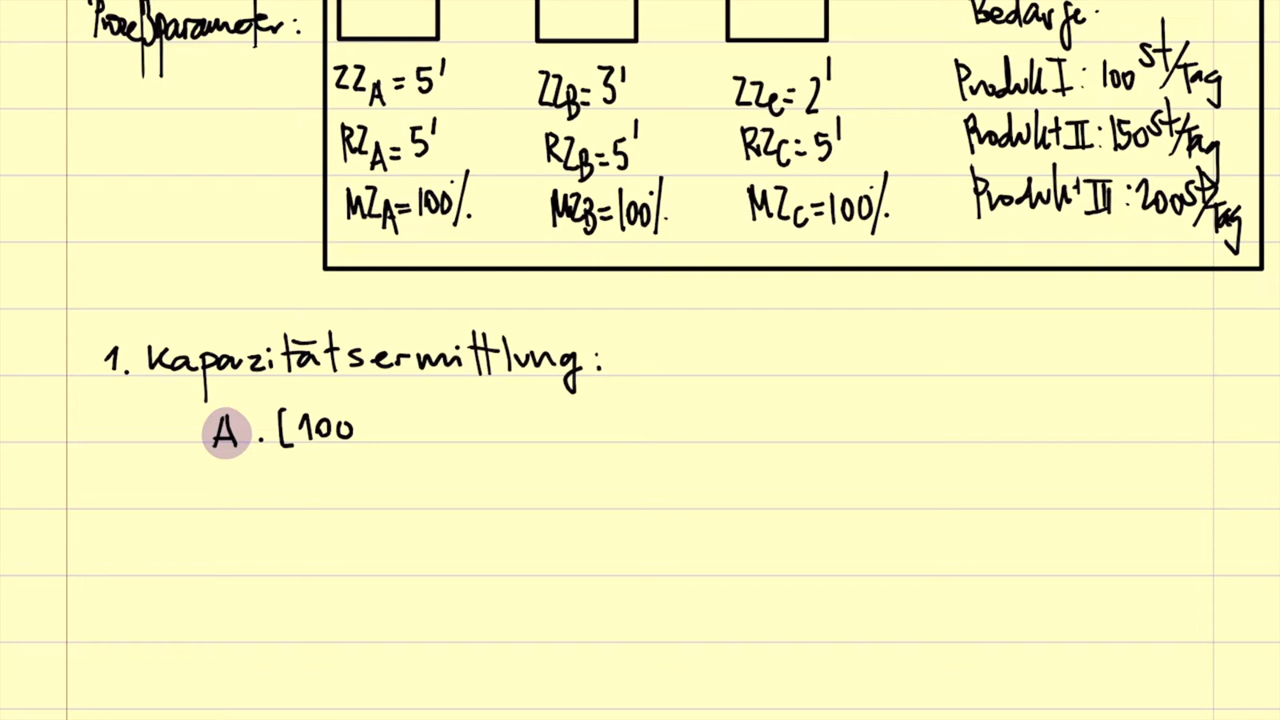 Prozeßparameter:
ZZA = 5' ZZB = 3' ZZC = 2'
RZA = 5' RZB = 5' RZC = 5'
MZA = 100% MZB = 100% MZC = 100%
Bedarfe:
Produkt I: 100 St/Tag
Produkt II: 150 St/Tag
Produkt III: 200 St/Tag
1. Kapazitätsermittlung:
A. [100